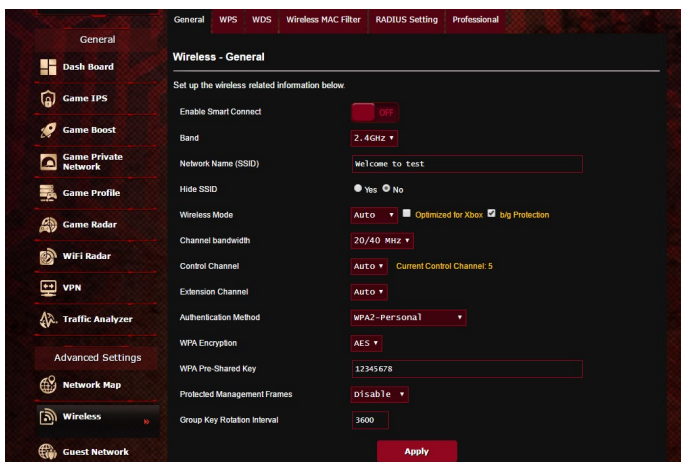 General WPS WDS Wireless MAC Filter RADIUS Setting Professional
General
Dash Board
Game IPS
Game Boost
Game Private
Network
Game Profile
Game Radar
WiFi Radar
VPN
Traffic Analyzer
Advanced Settings
Network Map
Wireless
Guest Network
Wireless - General
Set up the wireless related information below.
Enable Smart Connect OFF
Band 2.4GHz
Network Name (SSID) Welcome to test
Hide SSID Yes No
Wireless Mode Auto Optimized for Xbox b/g Protection
Channel bandwidth 20/40 MHz
Control Channel Auto Current Control Channel: 5
Extension Channel Auto
Authentication Method WPA2-Personal
WPA Encryption AES
WPA Pre-Shared Key 12345678
Protected Management Frames Disable
Group Key Rotation Interval 3600
Apply